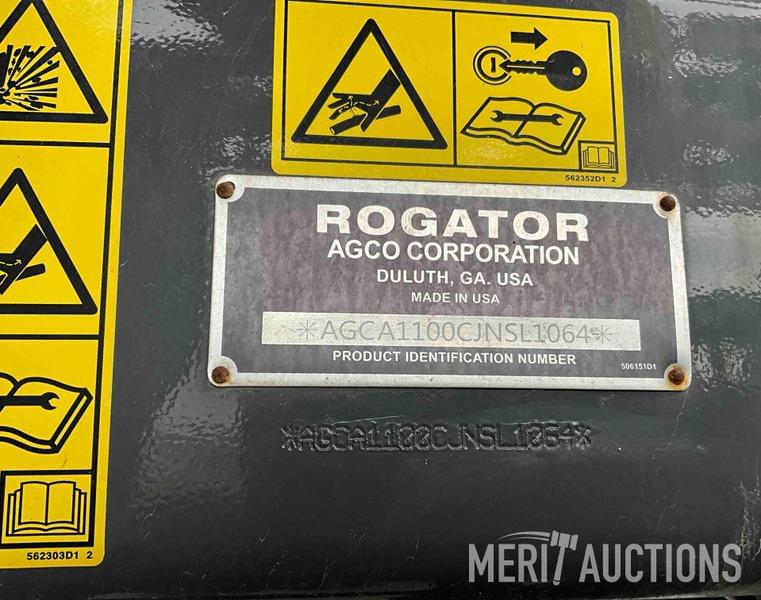 562352D1 2
ROGATOR
AGCO CORPORATION
DULUTH, GA. USA
MADE IN USA
*AGCA1100CJNSL1064*
PRODUCT IDENTIFICATION NUMBER
506151D1
*AGCA1100CJNSL1064*
562303D1 2
MERIT AUCTIONS